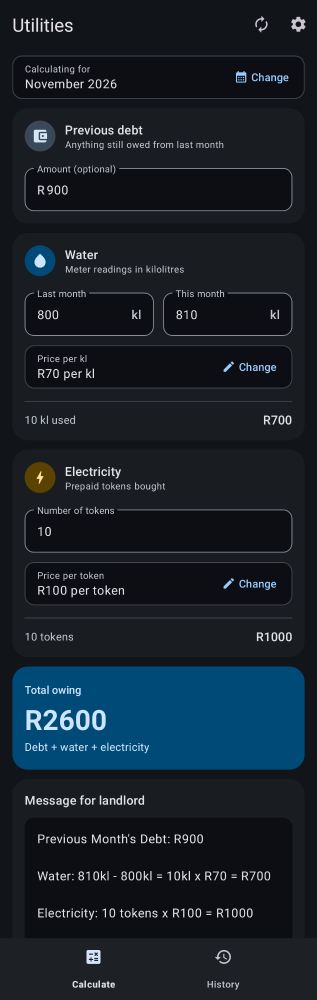 Utilities
Calculating for
November 2026
Change
Previous debt
Anything still owed from last month
Amount (optional)
R 900
Water
Meter readings in kilolitres
Last month
This month
800 kl
810 kl
Price per kl
R70 per kl
Change
10 kl used
R700
Electricity
Prepaid tokens bought
Number of tokens
10
Price per token
R100 per token
Change
10 tokens
R1000
Total owing
R2600
Debt + water + electricity
Message for landlord
Previous Month's Debt: R900
Water: 810kl - 800kl = 10kl x R70 = R700
Electricity: 10 tokens x R100 = R1000
Calculate
History